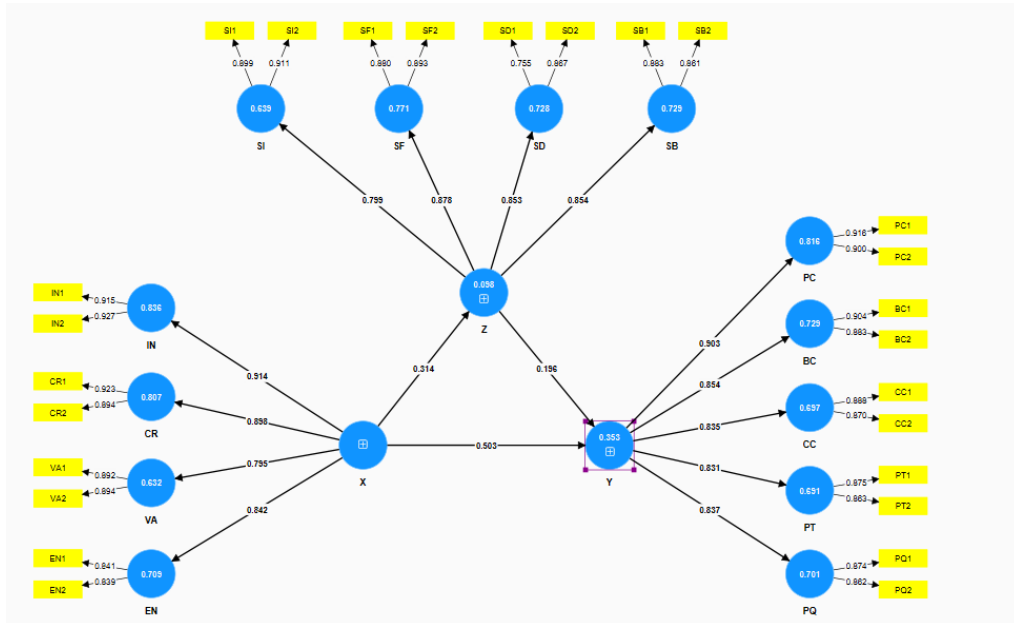 SI1 SI2 SF1 SF2 SD1 SD2 SB1 SB2
0.899 0.911 0.880 0.893 0.755 0.867 0.883 0.861
0.639 0.771 0.728 0.729
SI SF SD SB
0.799 0.878 0.853 0.854
PC1
0.816 0.916
0.900 PC2
PC
0.098
Z
IN1
0.915
0.836
0.927
IN2
IN
BC1
0.904
0.729
0.883
BC2
BC
0.903
0.914 0.314 0.196
0.854
CR1
0.923
0.807
0.894
CR2
CR
0.898
CC1
0.888
0.697
0.870
CC2
CC
0.835
X
0.503
0.353
Y
VA1
0.892
0.632
0.894
VA2
VA
0.795
0.831
PT1
0.875
0.691
0.863
PT2
PT
0.842
0.837
EN1
0.841
0.709
0.839
EN2
EN
PQ1
0.874
0.701
0.862
PQ2
PQ